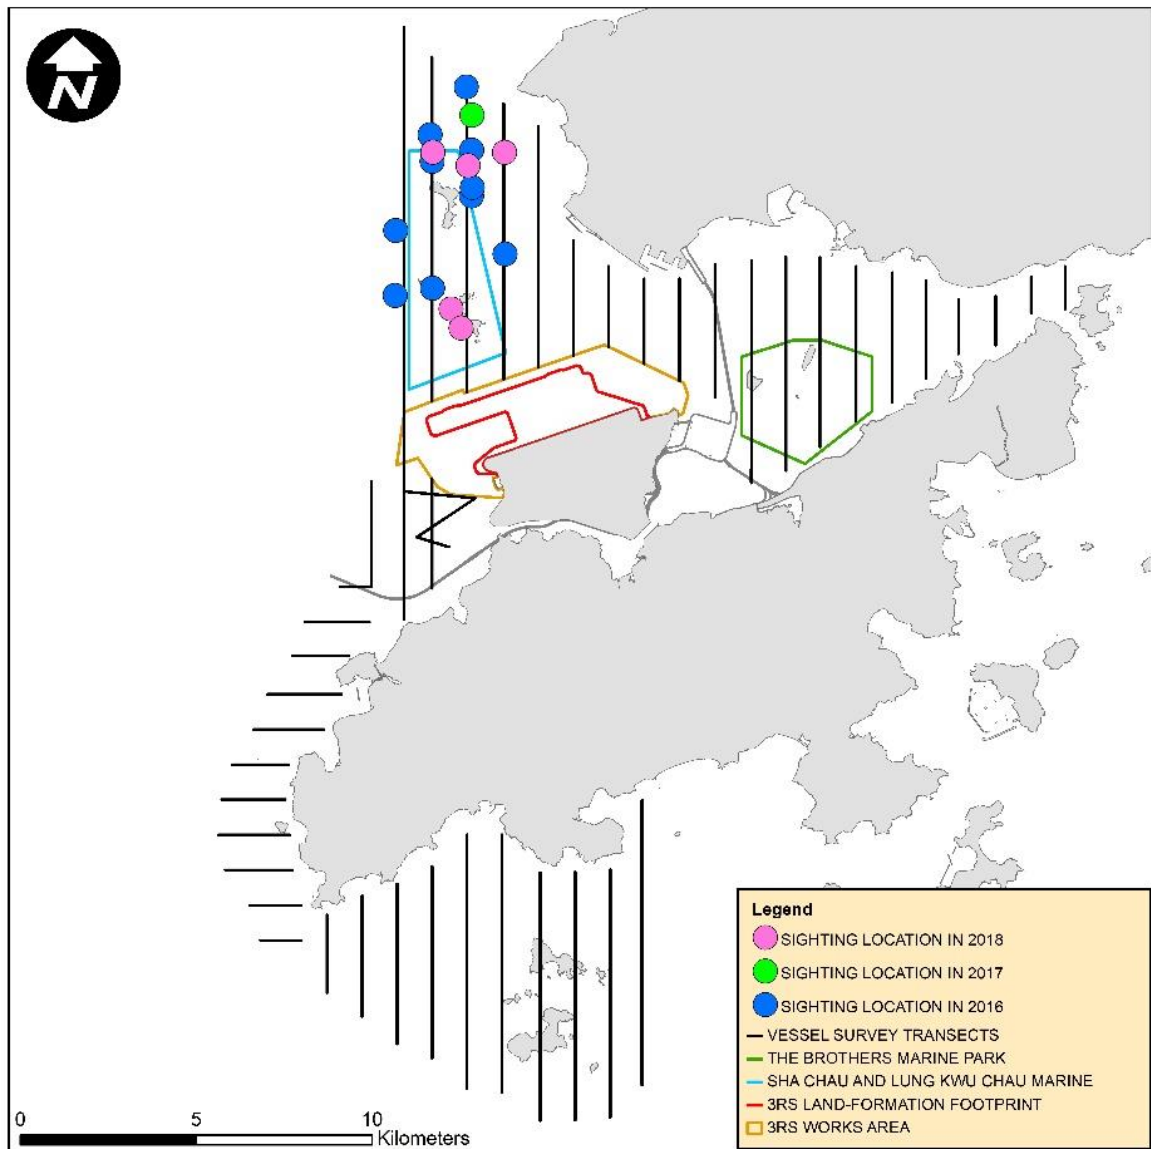 N
Legend
SIGHTING LOCATION IN 2018
SIGHTING LOCATION IN 2017
SIGHTING LOCATION IN 2016
VESSEL SURVEY TRANSECTS
THE BROTHERS MARINE PARK
SHA CHAU AND LUNG KWU CHAU MARINE
3RS LAND-FORMATION FOOTPRINT
3RS WORKS AREA
0 5 10
Kilometers